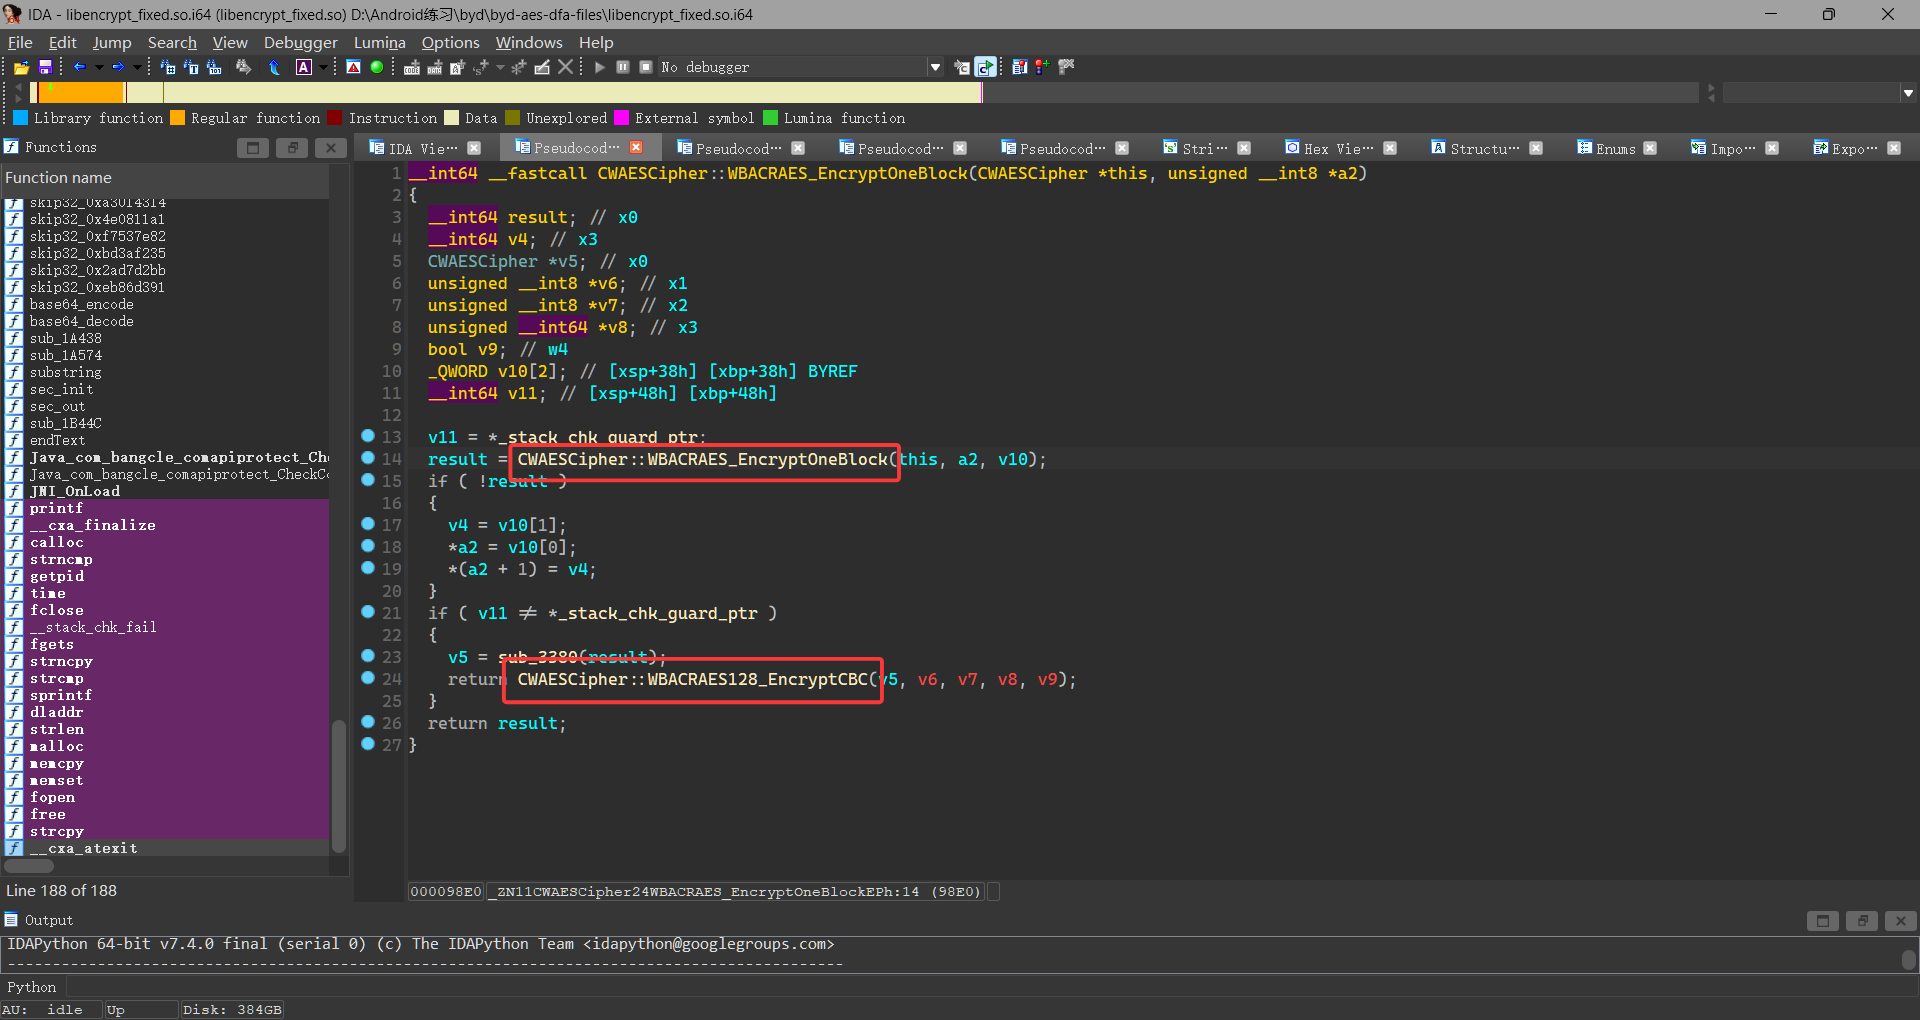 IDA - libencrypt_fixed.so.i64 (libencrypt_fixed.so) D:\Android练习\byd\byd-aes-dfa-files\libencrypt_fixed.so.i64
File Edit Jump Search View Debugger Lumina Options Windows Help
No debugger
Library function Regular function Instruction Data Unexplored External symbol Lumina function
Functions
IDA Vie··· Pseudocod··· Pseudocod··· Pseudocod··· Pseudocod··· Stri··· Hex Vie··· Structu··· Enums Impo··· Expo···
Function name
skip32_0xa3014314
skip32_0x4e0811a1
skip32_0xf7537e82
skip32_0xbd3af235
skip32_0x2ad7d2bb
skip32_0xeb86d391
base64_encode
base64_decode
sub_1A438
sub_1A574
substring
sec_init
sec_out
sub_1B44C
endText
Java_com_bangcle_comapiprotect_Ch
Java_com_bangcle_comapiprotect_CheckCo
JNI_OnLoad
printf
__cxa_finalize
calloc
strncmp
getpid
time
fclose
__stack_chk_fail
fgets
strncpy
strcmp
sprintf
dladdr
strlen
malloc
memcpy
memset
fopen
free
strcpy
__cxa_atexit
Line 188 of 188
1 __int64 __fastcall CWAESCipher::WBACRAES_EncryptOneBlock(CWAESCipher *this, unsigned __int8 *a2)
2 {
3 __int64 result; // x0
4 __int64 v4; // x3
5 CWAESCipher *v5; // x0
6 unsigned __int8 *v6; // x1
7 unsigned __int8 *v7; // x2
8 unsigned __int64 *v8; // x3
9 bool v9; // w4
10 _QWORD v10[2]; // [xsp+38h] [xbp+38h] BYREF
11 __int64 v11; // [xsp+48h] [xbp+48h]
12
13 v11 = *_stack_chk_guard_ptr;
14 result = CWAESCipher::WBACRAES_EncryptOneBlock(this, a2, v10);
15 if ( !result )
16 {
17 v4 = v10[1];
18 *a2 = v10[0];
19 *(a2 + 1) = v4;
20 }
21 if ( v11 ≠ *_stack_chk_guard_ptr )
22 {
23 v5 = sub_3380(result);
24 return CWAESCipher::WBACRAES128_EncryptCBC(v5, v6, v7, v8, v9);
25 }
26 return result;
27 }
000098E0 _ZN11CWAESCipher24WBACRAES_EncryptOneBlockEPh:14 (98E0)
Output
IDAPython 64-bit v7.4.0 final (serial 0) (c) The IDAPython Team <idapython@googlegroups.com>
Python
AU: idle Up Disk: 384GB